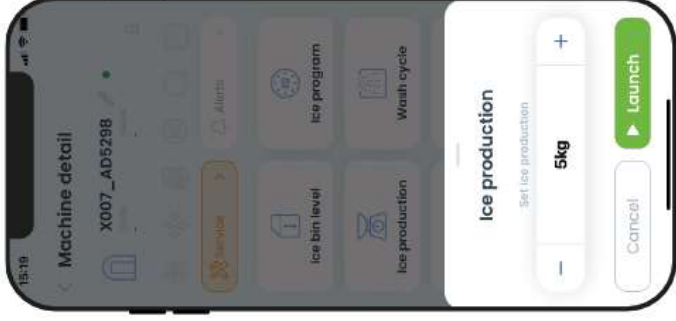 15:19
Machine detail
X007_AD5298
Service
Alerts
Ice bin level
Ice program
Ice production
Wash cycle
Ice production
Set ice production
5kg
Cancel
Launch